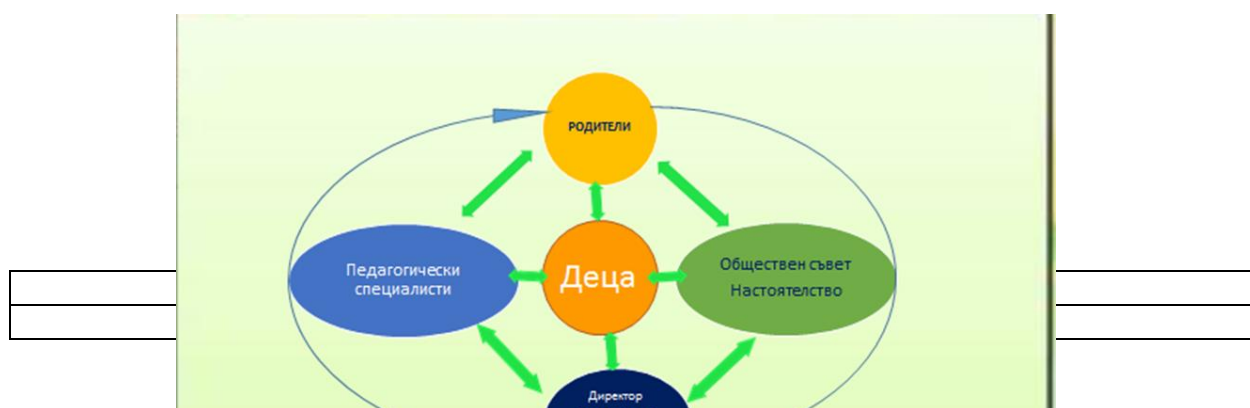 РОДИТЕЛИ
Педагогически
специалисти
Деца
Обществен съвет
Настоятелство
Директор